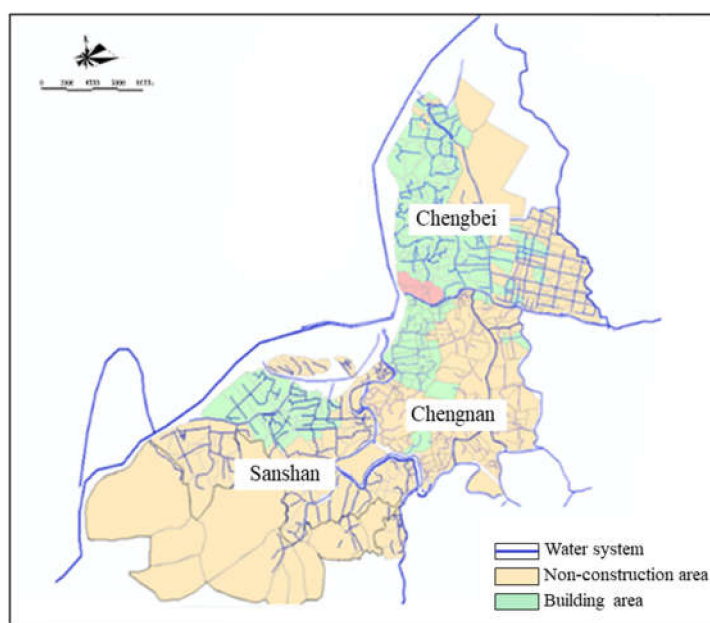 Chengbei
Chengnan
Sanshan
Water system
Non-construction area
Building area